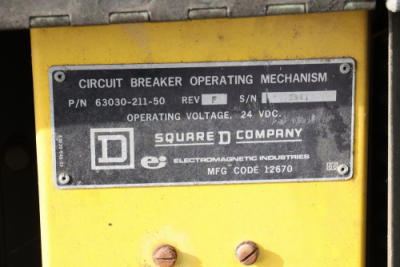 CIRCUIT BREAKER OPERATING MECHANISM
P/N 63030-211-50 REV F S/N
OPERATING VOLTAGE, 24 VDC.
D SQUARE D COMPANY
ei ELECTROMAGNETIC INDUSTRIES
MFG CODE 12670